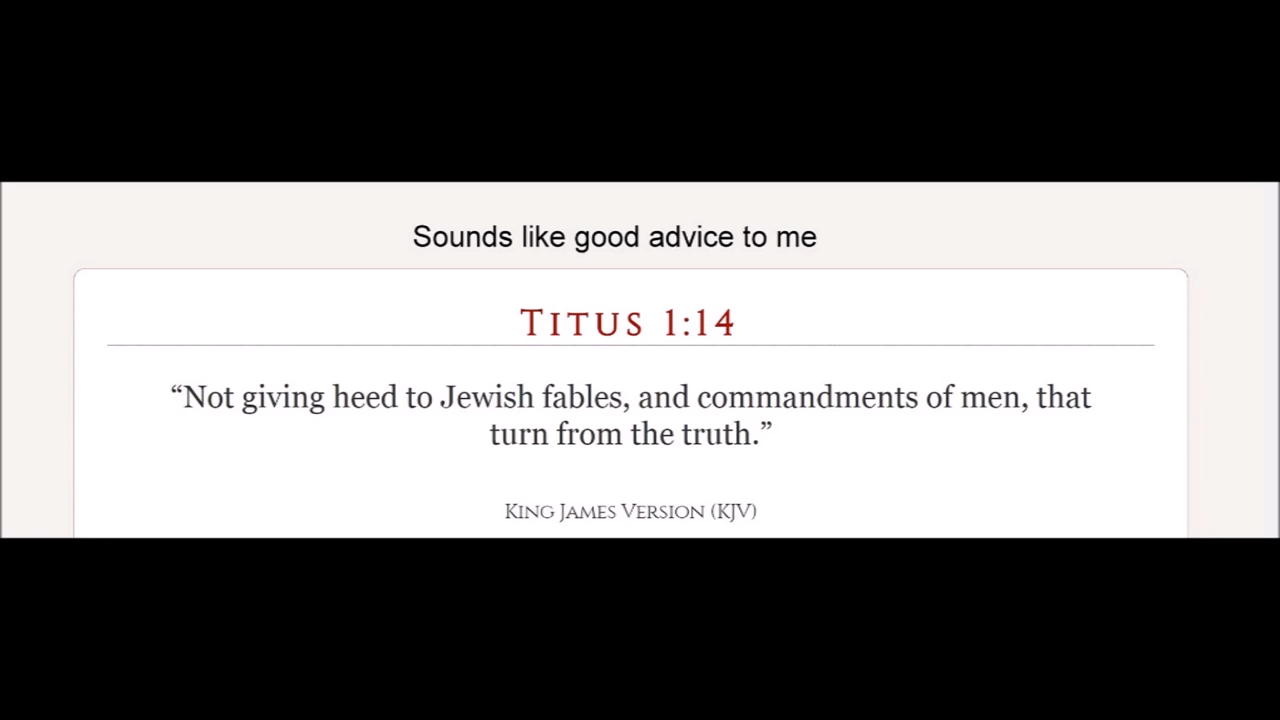 Sounds like good advice to me
Titus 1:14
“Not giving heed to Jewish fables, and commandments of men, that
turn from the truth.”
King James Version (KJV)